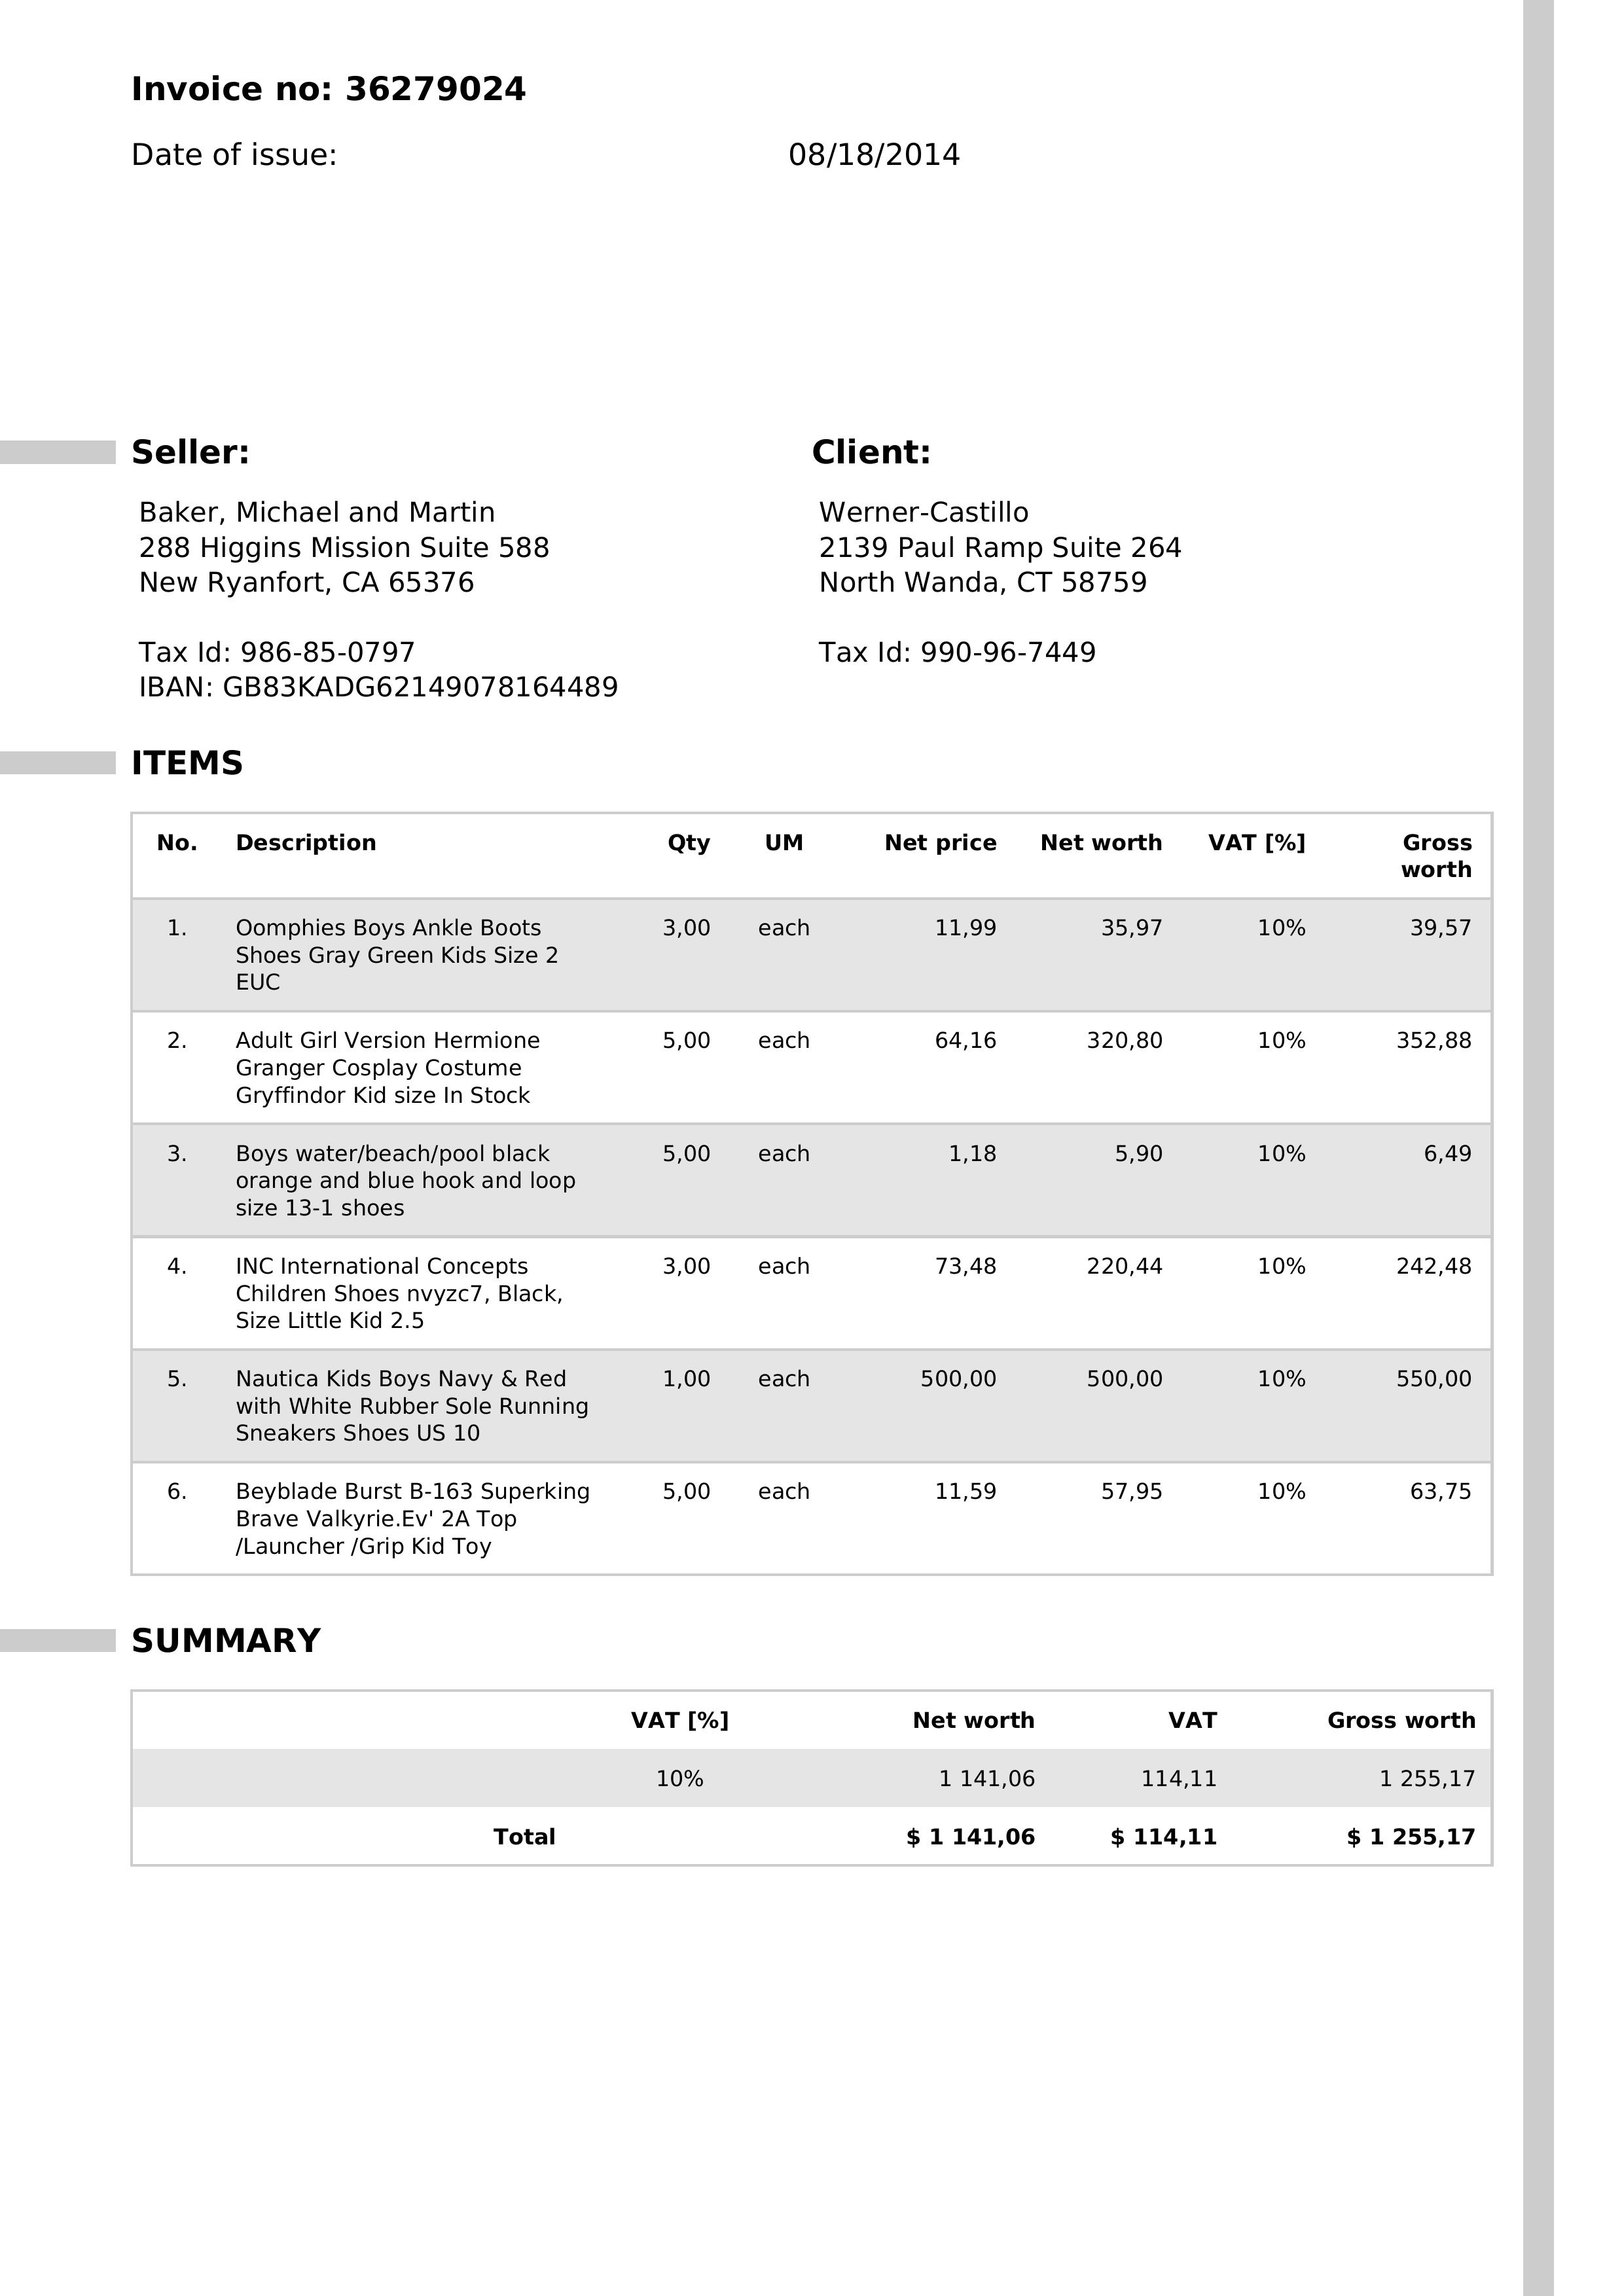 Invoice no: 36279024
Date of issue: 08/18/2014
Seller: Client:
Baker, Michael and Martin
288 Higgins Mission Suite 588
New Ryanfort, CA 65376
Tax Id: 986-85-0797
IBAN: GB83KADG62149078164489
Werner-Castillo
2139 Paul Ramp Suite 264
North Wanda, CT 58759
Tax Id: 990-96-7449
ITEMS
No. Description Qty UM Net price Net worth VAT [%] Gross
worth
1. Oomphies Boys Ankle Boots 3,00 each 11,99 35,97 10% 39,57
Shoes Gray Green Kids Size 2
EUC
2. Adult Girl Version Hermione 5,00 each 64,16 320,80 10% 352,88
Granger Cosplay Costume
Gryffindor Kid size In Stock
3. Boys water/beach/pool black 5,00 each 1,18 5,90 10% 6,49
orange and blue hook and loop
size 13-1 shoes
4. INC International Concepts 3,00 each 73,48 220,44 10% 242,48
Children Shoes nvyzc7, Black,
Size Little Kid 2.5
5. Nautica Kids Boys Navy & Red 1,00 each 500,00 500,00 10% 550,00
with White Rubber Sole Running
Sneakers Shoes US 10
6. Beyblade Burst B-163 Superking 5,00 each 11,59 57,95 10% 63,75
Brave Valkyrie.Ev' 2A Top
/Launcher /Grip Kid Toy
SUMMARY
VAT [%] Net worth VAT Gross worth
10% 1 141,06 114,11 1 255,17
Total $ 1 141,06 $ 114,11 $ 1 255,17